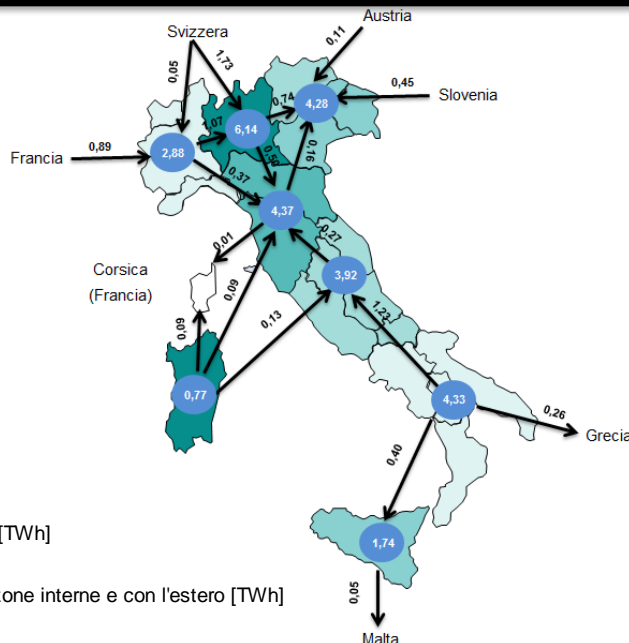 Austria
Svizzera
0,11
0,05
1,73
0,74
4,28
0,45
Slovenia
1,07
6,14
Francia
0,89
2,88
0,50
0,16
0,37
4,37
0,01
0,27
Corsica
(Francia)
0,09
3,92
0,13
1,23
0,09
0,77
4,33
0,26
Grecia
0,40
[TWh]
1,74
one interne e con l'estero [TWh]
0,05
Malta